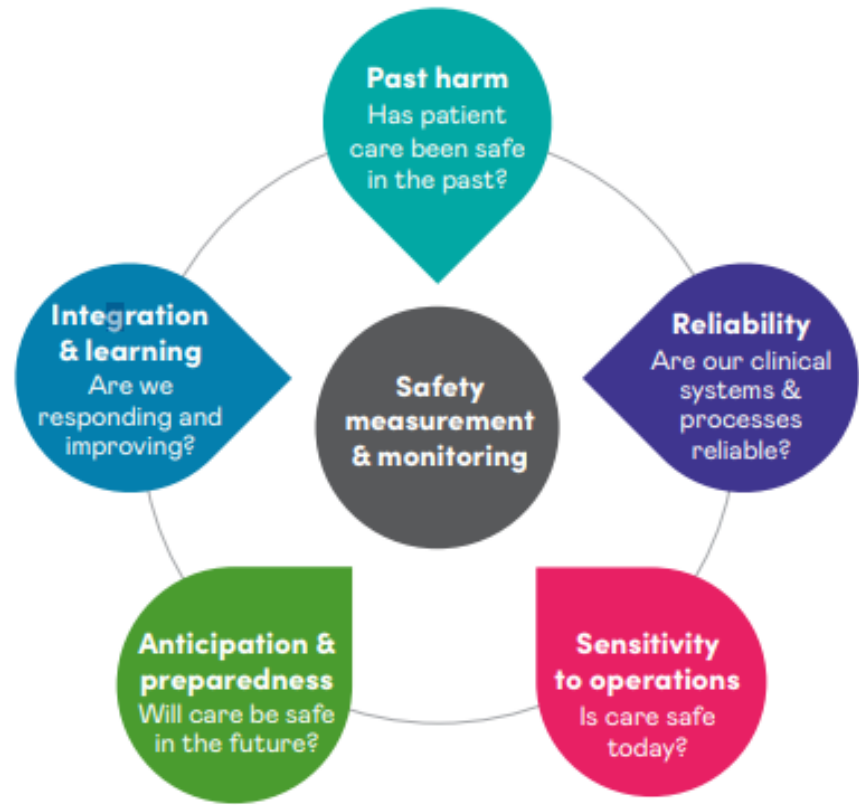 Past harm
Has patient
care been safe
in the past?
Reliability
Are our clinical
systems &
processes
reliable?
Sensitivity
to operations
Is care safe
today?
Anticipation &
preparedness
Will care be safe
in the future?
Integration
& learning
Are we
responding and
improving?
Safety
measurement
& monitoring